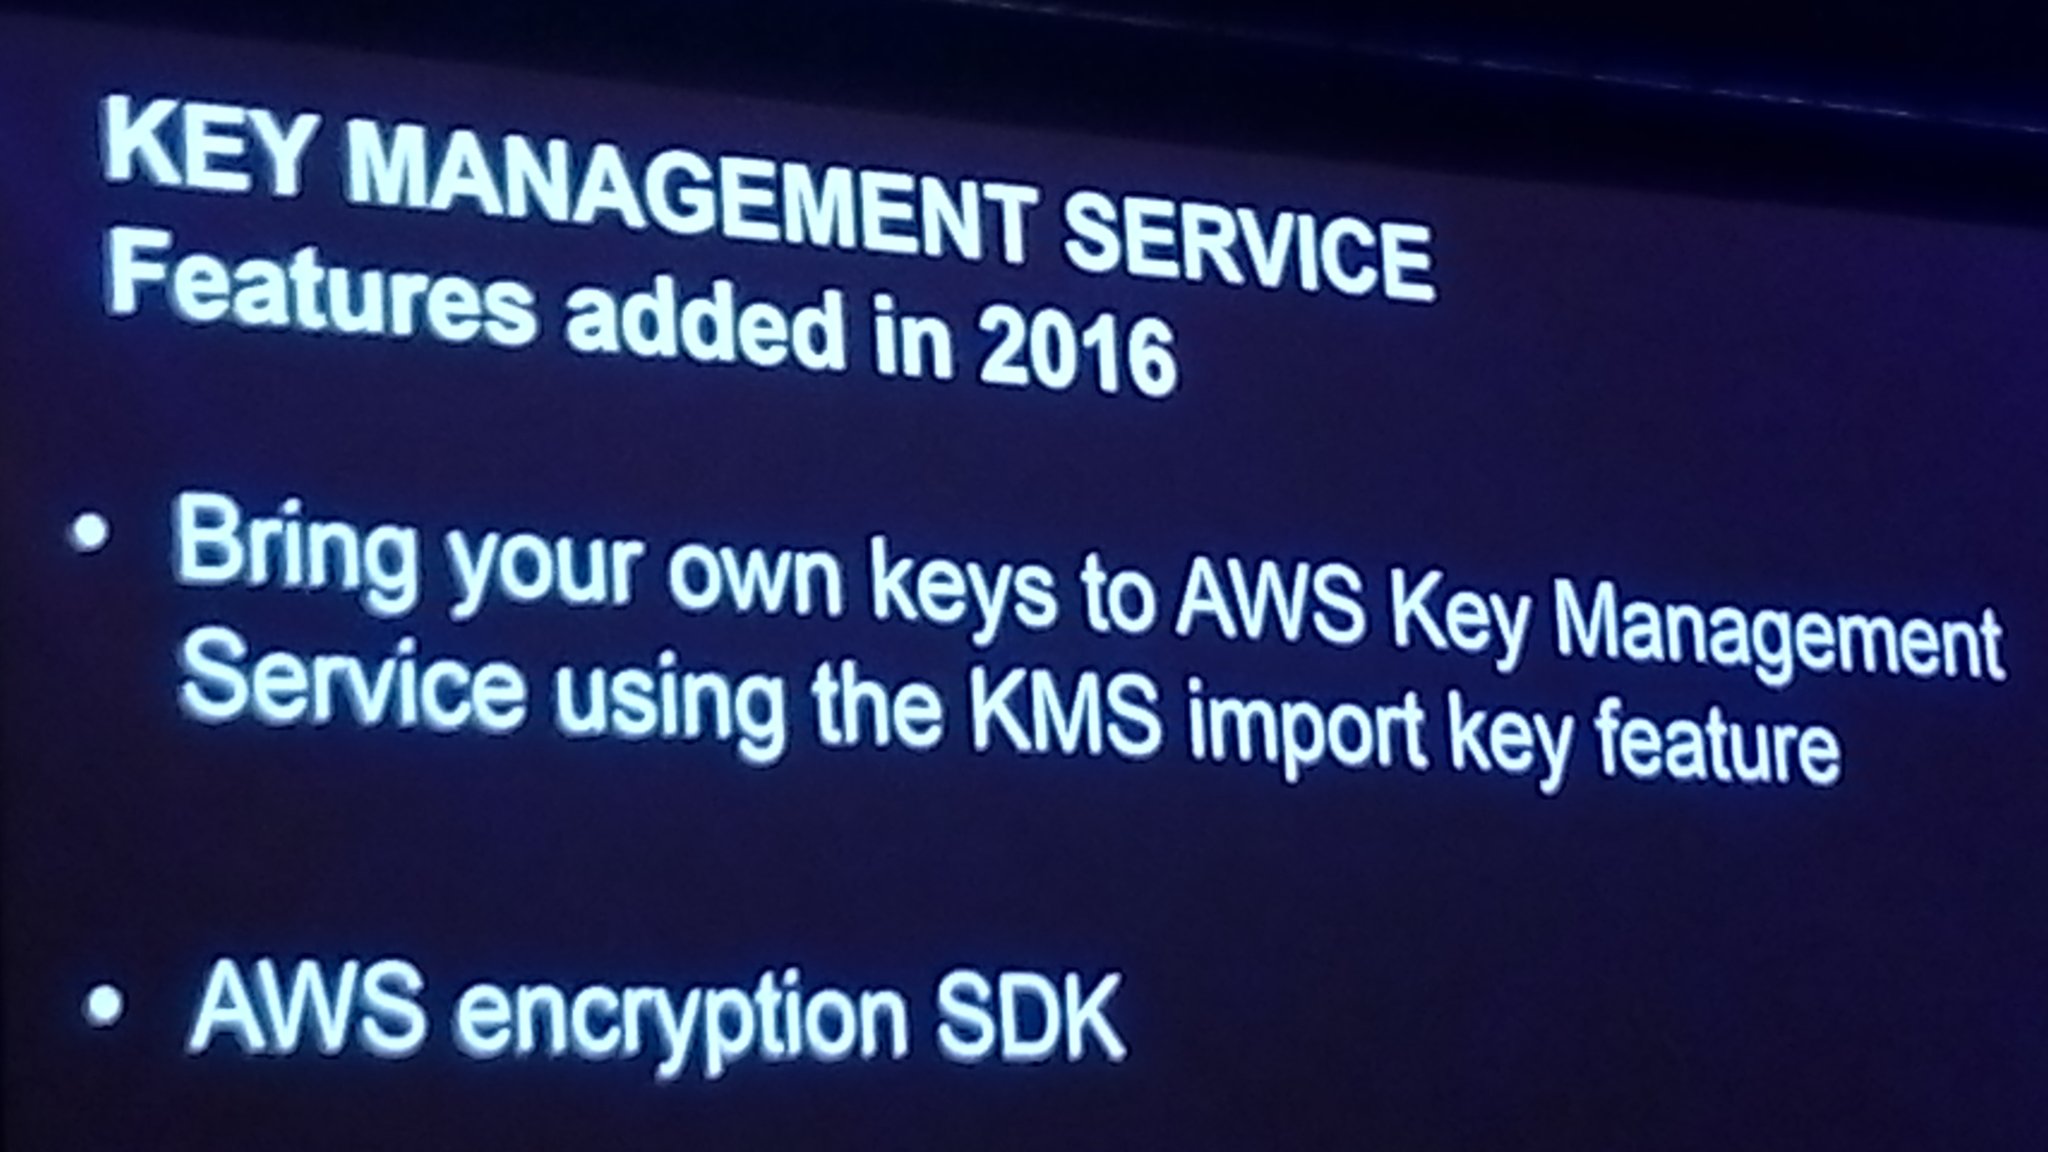 KEY MANAGEMENT SERVICE
Features added in 2016
• Bring your own keys to AWS Key Management
Service using the KMS import key feature
• AWS encryption SDK